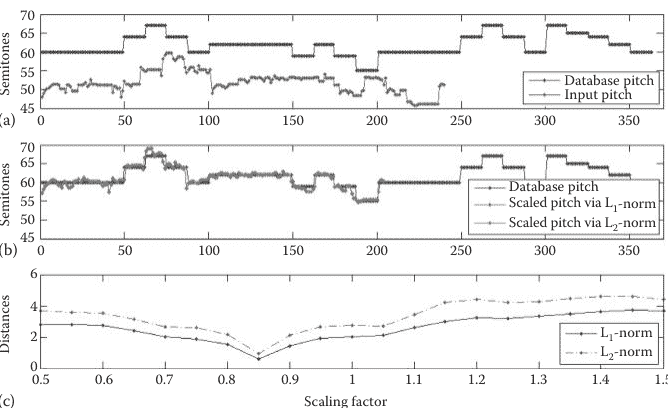 70
65
60
55
50
45
Semitones
Database pitch
Input pitch
(a)
0 50 100 150 200 250 300 350
70
65
60
55
50
45
Semitones
Database pitch
Scaled pitch via L₁-norm
Scaled pitch via L₂-norm
(b)
0 50 100 150 200 250 300 350
6
4
2
0
Distances
L₁-norm
L₂-norm
0.5 0.6 0.7 0.8 0.9 1 1.1 1.2 1.3 1.4 1.5
(c)
Scaling factor